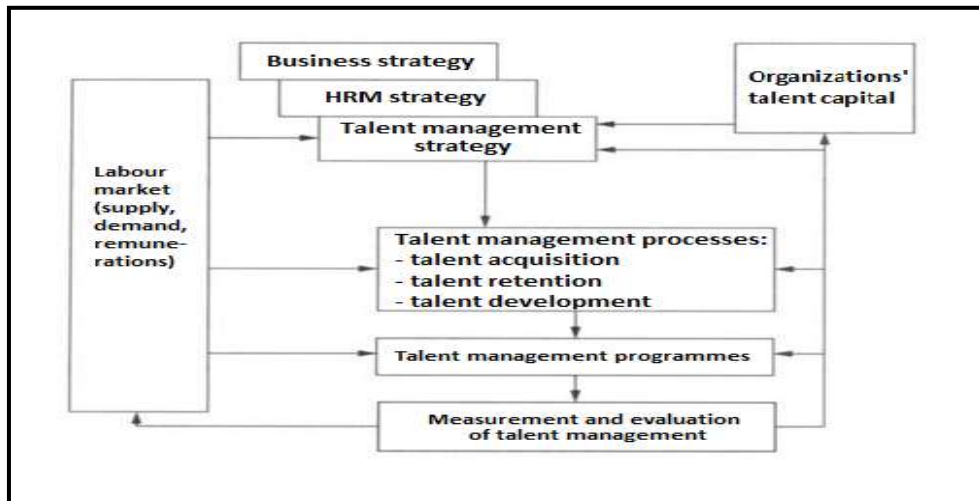 Business strategy
HRM strategy
Talent management
strategy
Organizations'
talent capital
Labour
market
(supply,
demand,
remune-
rations)
Talent management processes:
- talent acquisition
- talent retention
- talent development
Talent management programmes
Measurement and evaluation
of talent management